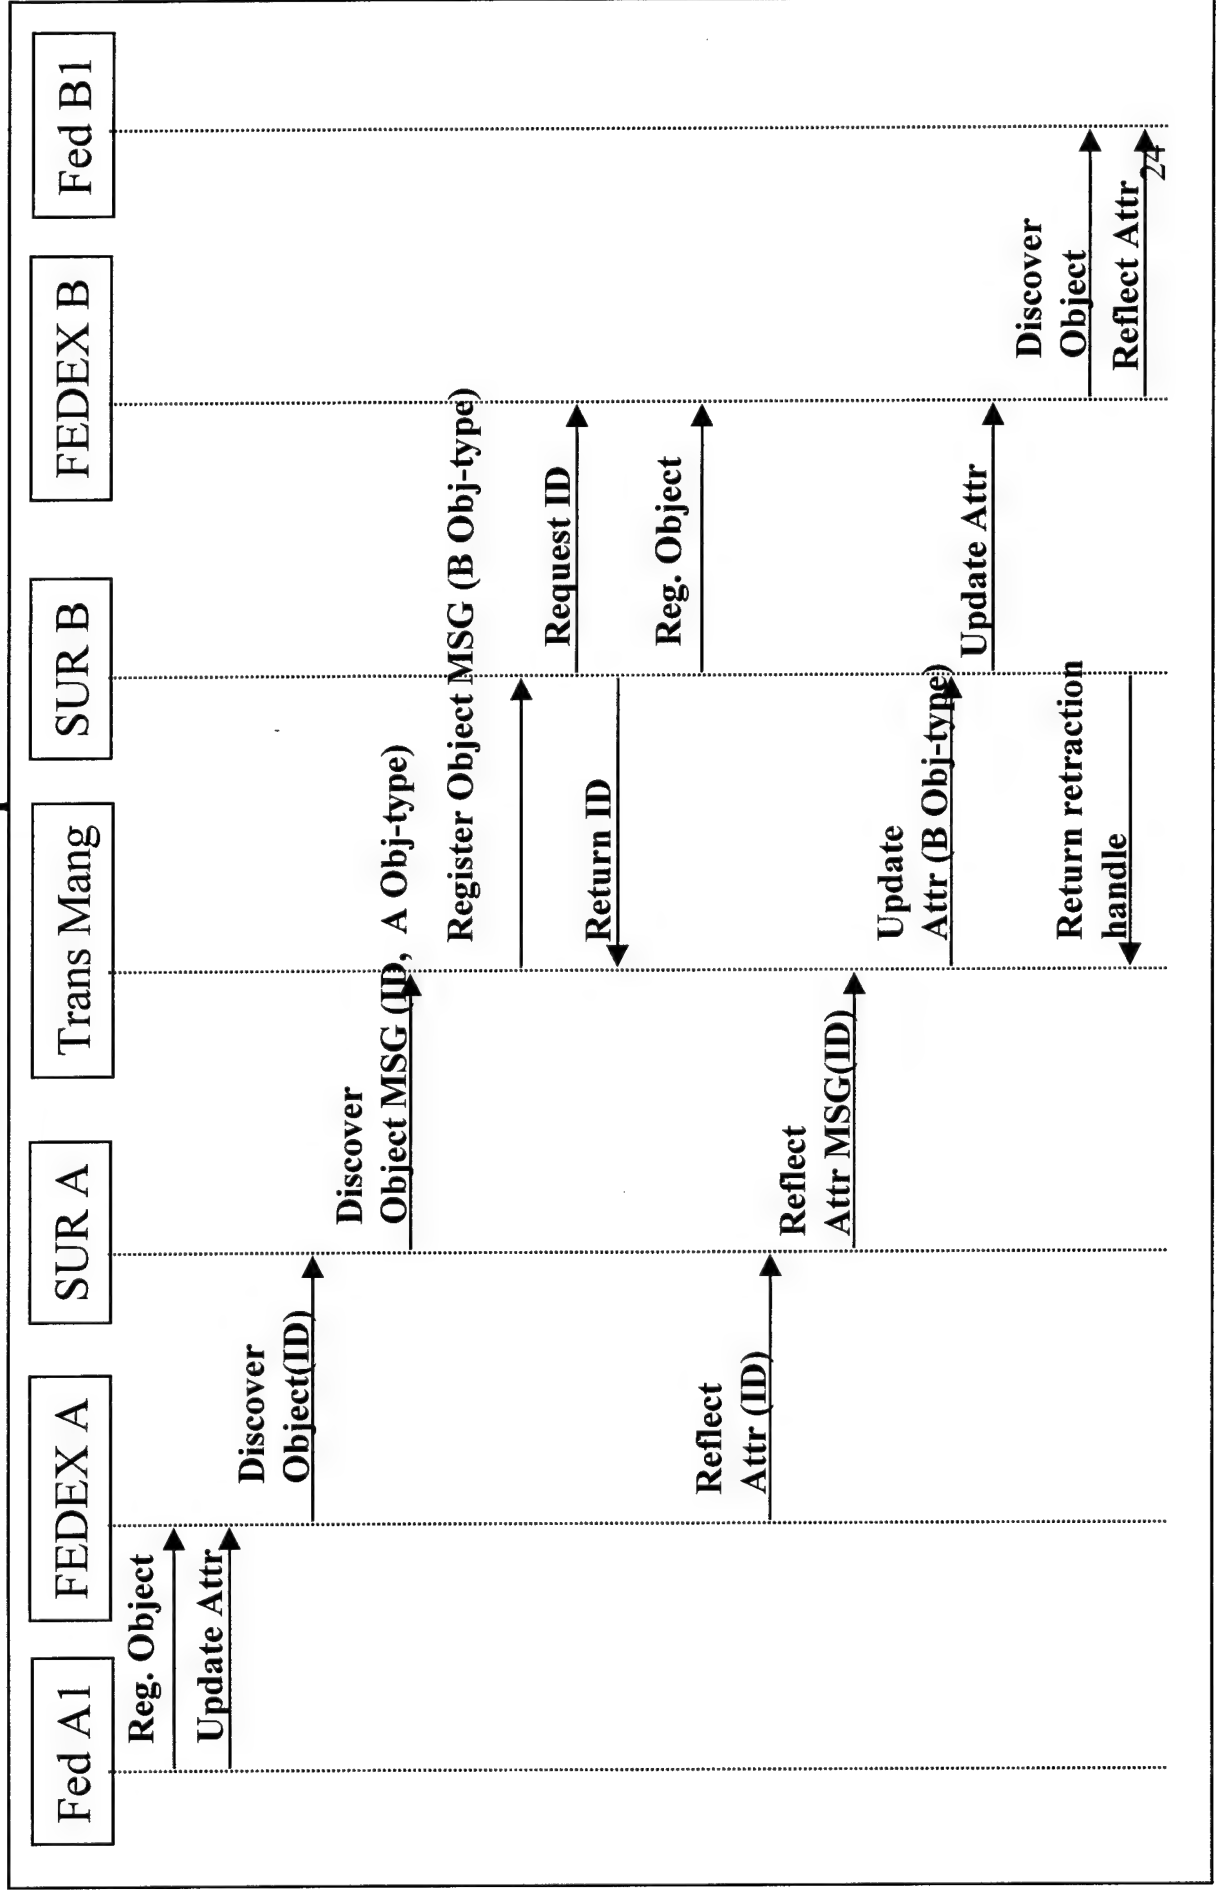 Fed A1
FEDEX A
SUR A
Trans Mang
SUR B
FEDEX B
Fed B1
Reg. Object
Update Attr
Discover
Object(ID)
Discover
Object MSG (ID, A Obj-type)
Register Object MSG (B Obj-type)
Request ID
Return ID
Reg. Object
Reflect
Attr (ID)
Reflect
Attr MSG(ID)
Update
Attr (B Obj-type)
Update Attr
Return retraction
handle
Discover
Object
Reflect Attr
24